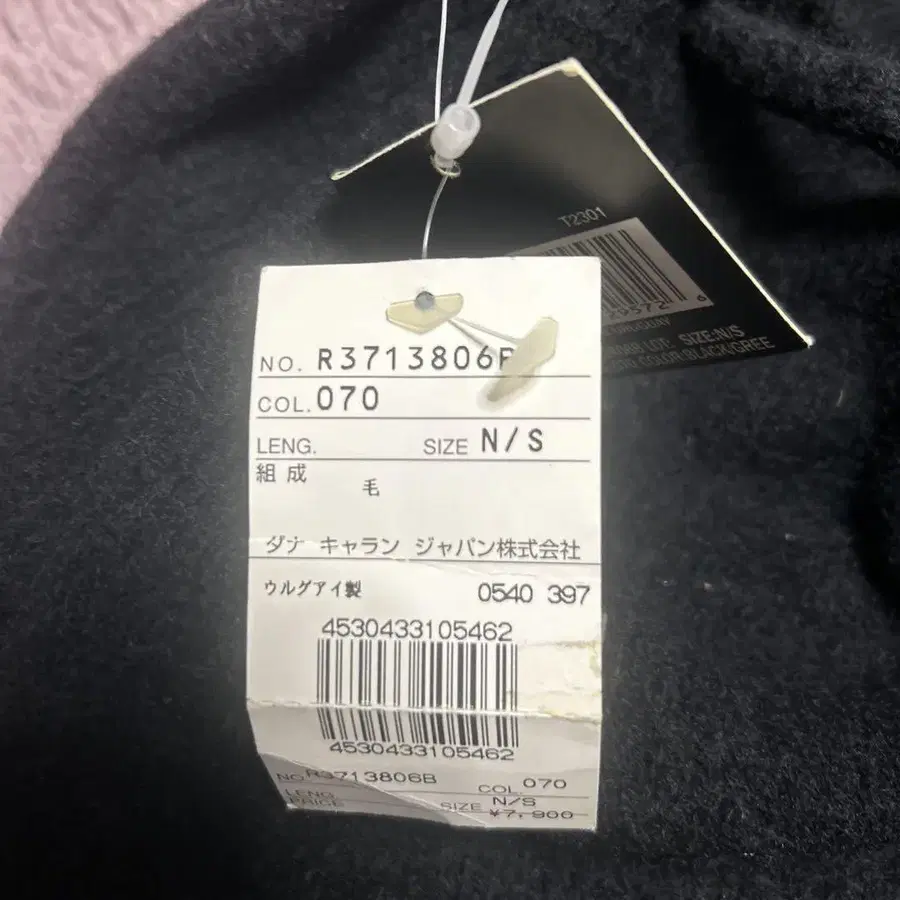 T2301
SIZE:N/S
NO. R3713806B
COL. 070
LENG. SIZE N/S
組成
毛
ダナ キャラン ジャパン株式会社
ウルグアイ製 0540 397
4530433105462
4530433105462
NO. R3713806B COL. 070
LENG. N/S
PRICE SIZE ¥7,900